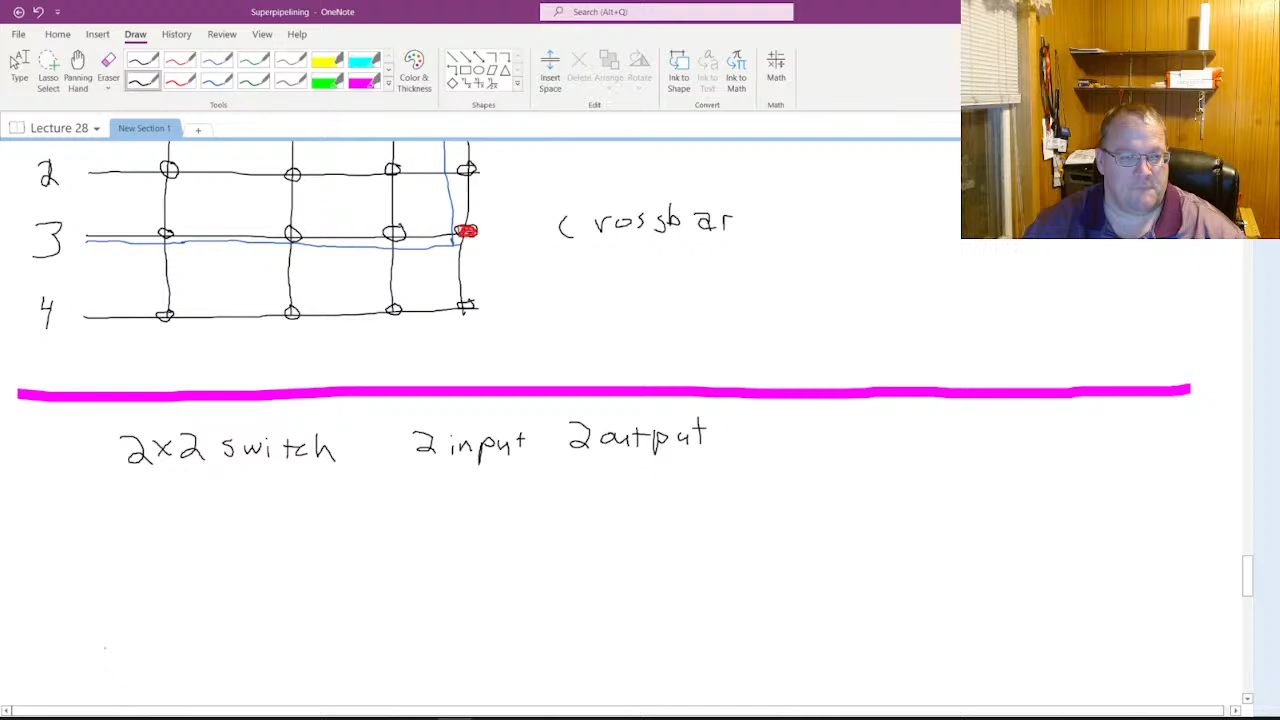 Superpipelining - OneNote
Search (Alt+Q)
File Home Insert Draw History Review View Help
Type Lasso Select Panning Hand Eraser Color & Thickness Insert Space Delete Arrange Rotate Ink to Shape Ink to Text Ink to Math Math
Tools Shapes Edit Convert Math
Lecture 28 New Section 1 +
2
3 Crossbar
4
2x2 switch 2 input 2 output